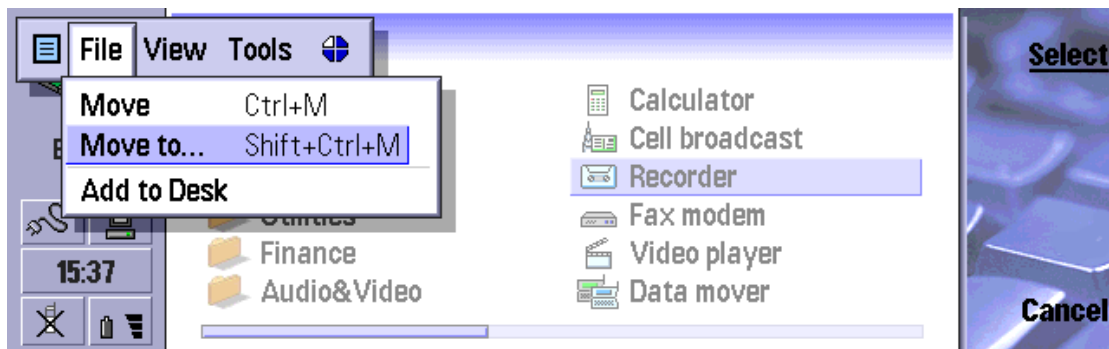 File View Tools
Select
Move Ctrl+M
Move to... Shift+Ctrl+M
Add to Desk
Calculator
Cell broadcast
Recorder
Utilities
Fax modem
Finance
Video player
Audio&Video
Data mover
15:37
Cancel